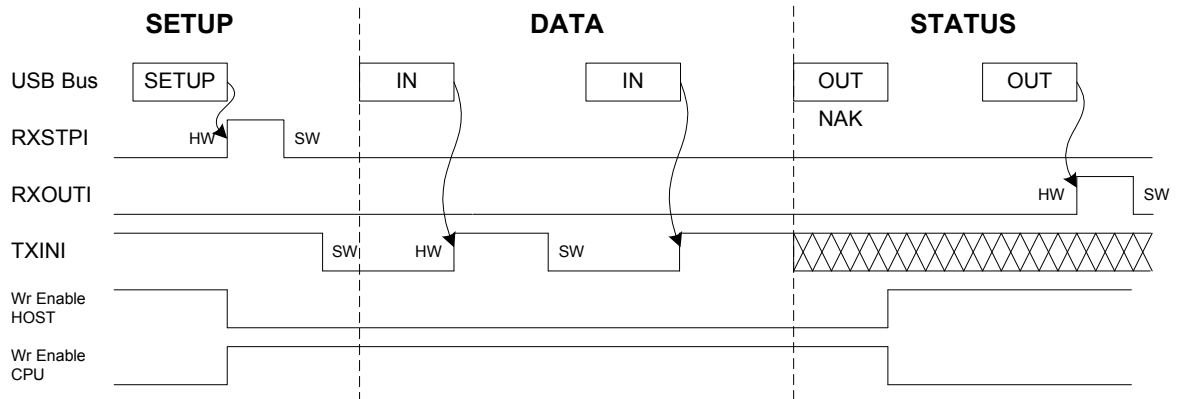 SETUP DATA STATUS
USB Bus SETUP IN IN OUT OUT
NAK
RXSTPI HW SW
RXOUTI HW SW
TXINI SW HW SW
Wr Enable
HOST
Wr Enable
CPU